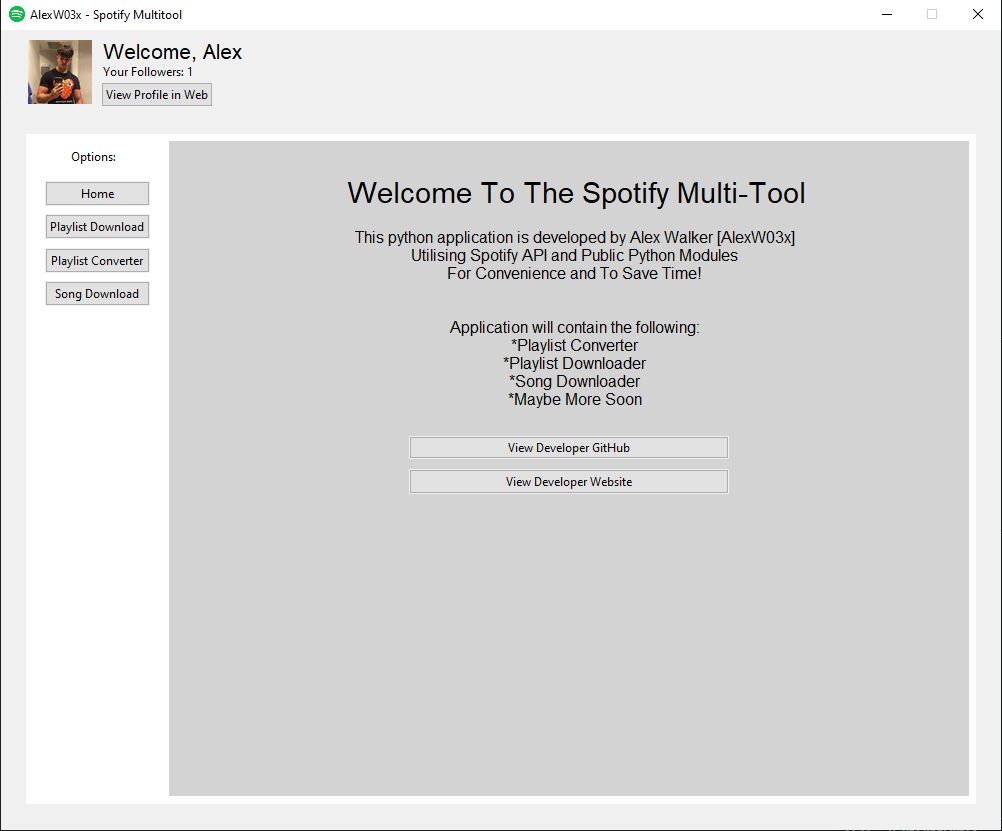 AlexW03x - Spotify Multitool
Welcome, Alex
Your Followers: 1
View Profile in Web
Options:
Home
Playlist Download
Playlist Converter
Song Download
Welcome To The Spotify Multi-Tool
This python application is developed by Alex Walker [AlexW03x]
Utilising Spotify API and Public Python Modules
For Convenience and To Save Time!
Application will contain the following:
*Playlist Converter
*Playlist Downloader
*Song Downloader
*Maybe More Soon
View Developer GitHub
View Developer Website